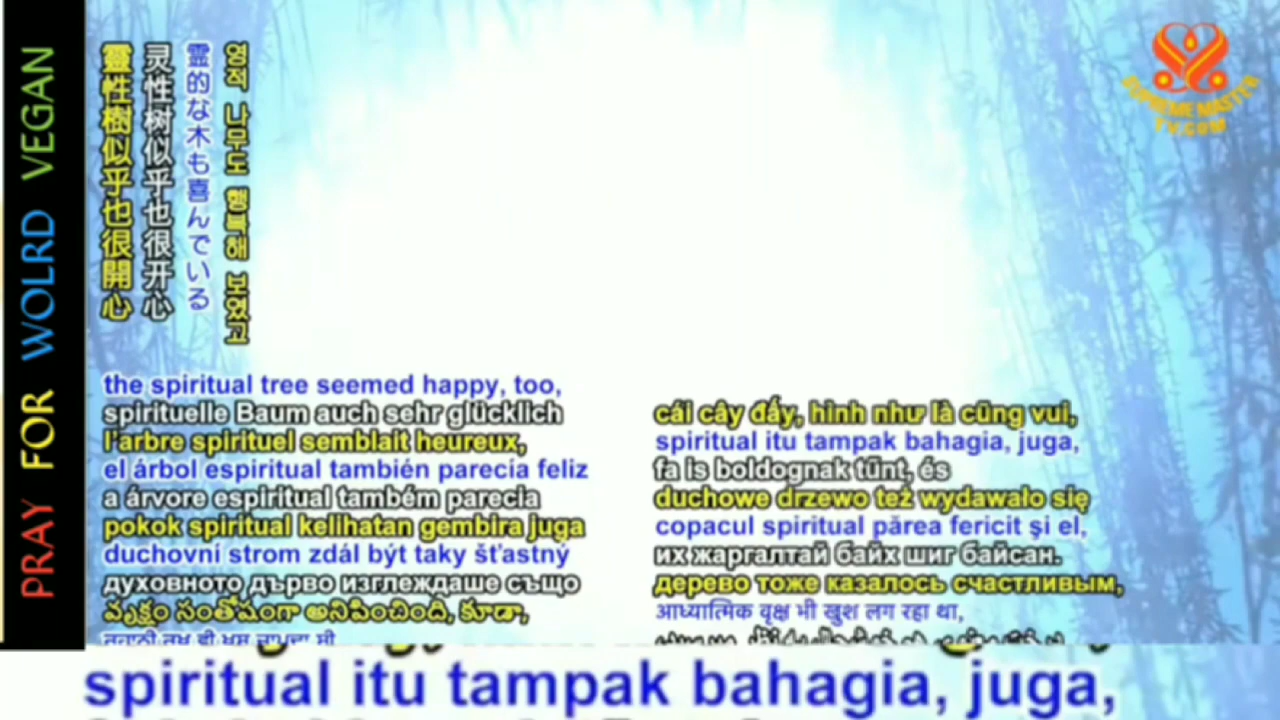 PRAY FOR WOLRD VEGAN
靈性樹似乎也很開心
灵性树似乎也很开心
霊的な木も喜んでいる
영적 나무도 행복해 보였고
SUPREME MASTER
TV.COM
the spiritual tree seemed happy, too,
spirituelle Baum auch sehr glücklich
l'arbre spirituel semblait heureux,
el árbol espiritual también parecía feliz
a árvore espiritual também parecia
pokok spiritual kelihatan gembira juga
duchovní strom zdál být taky šťastný
духовното дърво изглеждаше също
వృక్షం సంతోషంగా అనిపించింది, కూడా,
cái cây đấy, hình như là cũng vui,
spiritual itu tampak bahagia, juga,
fa is boldognak tűnt, és
duchowe drzewo też wydawało się
copacul spiritual părea fericit şi el,
их жаргалтай байх шиг байсан.
дерево тоже казалось счастливым,
आध्यात्मिक वृक्ष भी खुश लग रहा था,
spiritual itu tampak bahagia, juga,